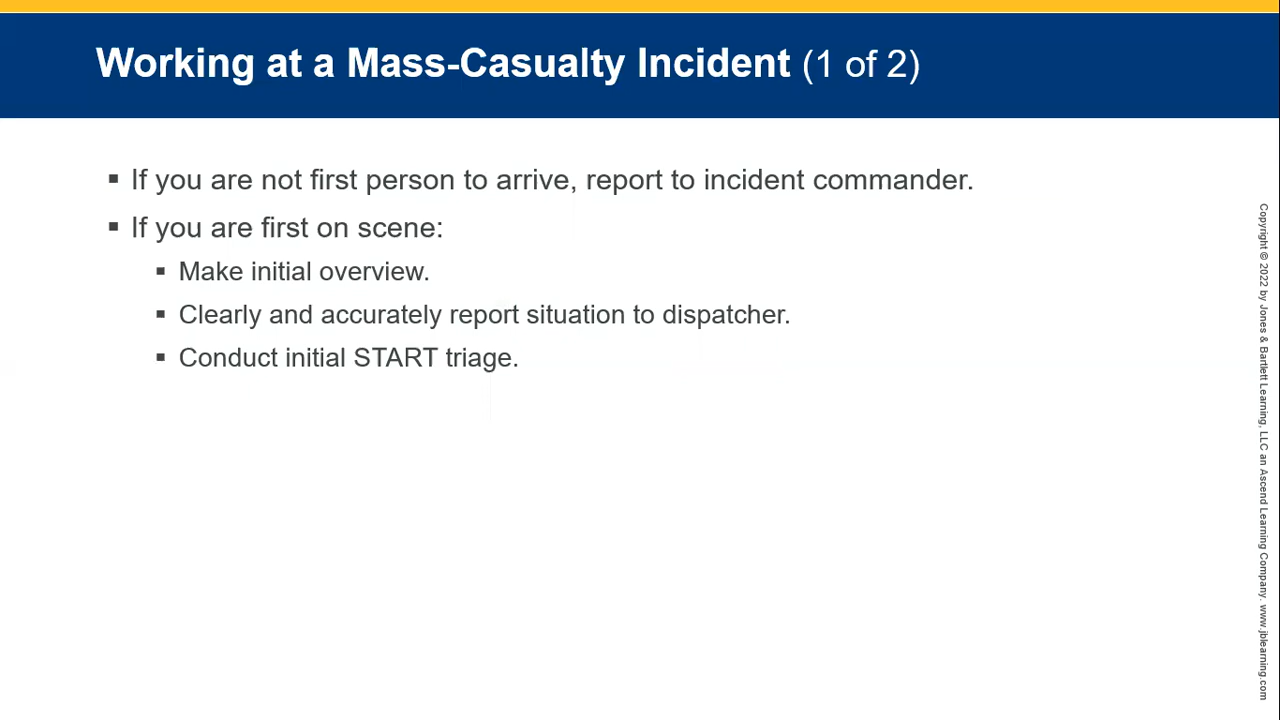 Working at a Mass-Casualty Incident (1 of 2)
▪ If you are not first person to arrive, report to incident commander.
▪ If you are first on scene:
▪ Make initial overview.
▪ Clearly and accurately report situation to dispatcher.
▪ Conduct initial START triage.
Copyright © 2022 by Jones & Bartlett Learning, LLC an Ascend Learning Company. www.jblearning.com